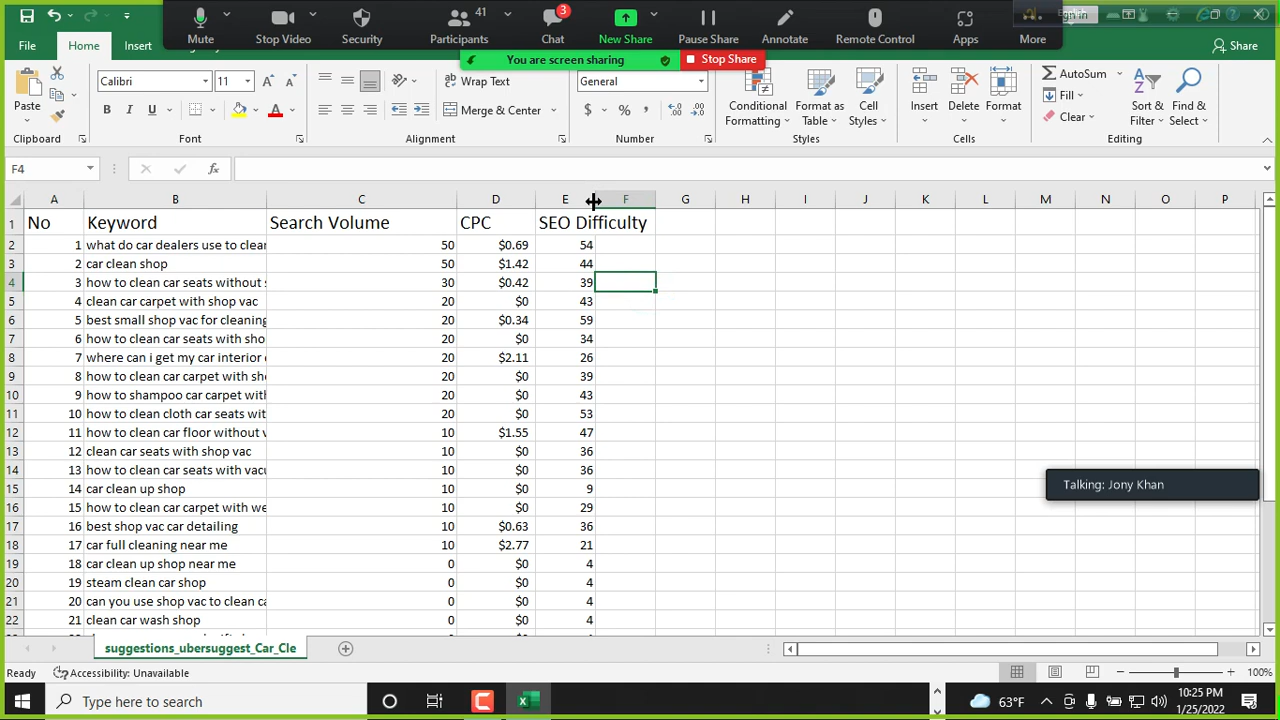 Mute
Stop Video
Security
41
Participants
3
Chat
New Share
Pause Share
Annotate
Remote Control
Apps
More
You are screen sharing
Stop Share
File
Home
Insert
Share
Paste
Clipboard
Calibri
11
B I U
Font
Wrap Text
Merge & Center
Alignment
General
$ % ,
Number
Conditional Formatting
Format as Table
Cell Styles
Styles
Insert
Delete
Format
Cells
AutoSum
Fill
Clear
Sort & Filter
Find & Select
Editing
F4
fx
A B C D E F G H I J K L M N O P
1 No Keyword Search Volume CPC SEO Difficulty
2 1 what do car dealers use to clean 50 $0.69 54
3 2 car clean shop 50 $1.42 44
4 3 how to clean car seats without 30 $0.42 39
5 4 clean car carpet with shop vac 20 $0 43
6 5 best small shop vac for cleaning 20 $0.34 59
7 6 how to clean car seats with sho 20 $0 34
8 7 where can i get my car interior 20 $2.11 26
9 8 how to clean car carpet with sho 20 $0 39
10 9 how to shampoo car carpet with 20 $0 43
11 10 how to clean cloth car seats wit 20 $0 53
12 11 how to clean car floor without v 10 $1.55 47
13 12 clean car seats with shop vac 10 $0 36
14 13 how to clean car seats with vacu 10 $0 36
15 14 car clean up shop 10 $0 9
16 15 how to clean car carpet with we 10 $0 29
17 16 best shop vac car detailing 10 $0.63 36
18 17 car full cleaning near me 10 $2.77 21
19 18 car clean up shop near me 0 $0 4
20 19 steam clean car shop 0 $0 4
21 20 can you use shop vac to clean ca 0 $0 4
22 21 clean car wash shop 0 $0 4
Talking: Jony Khan
suggestions_ubersuggest_Car_Cle
Ready
Accessibility: Unavailable
100%
Type here to search
63°F
10:25 PM
1/25/2022